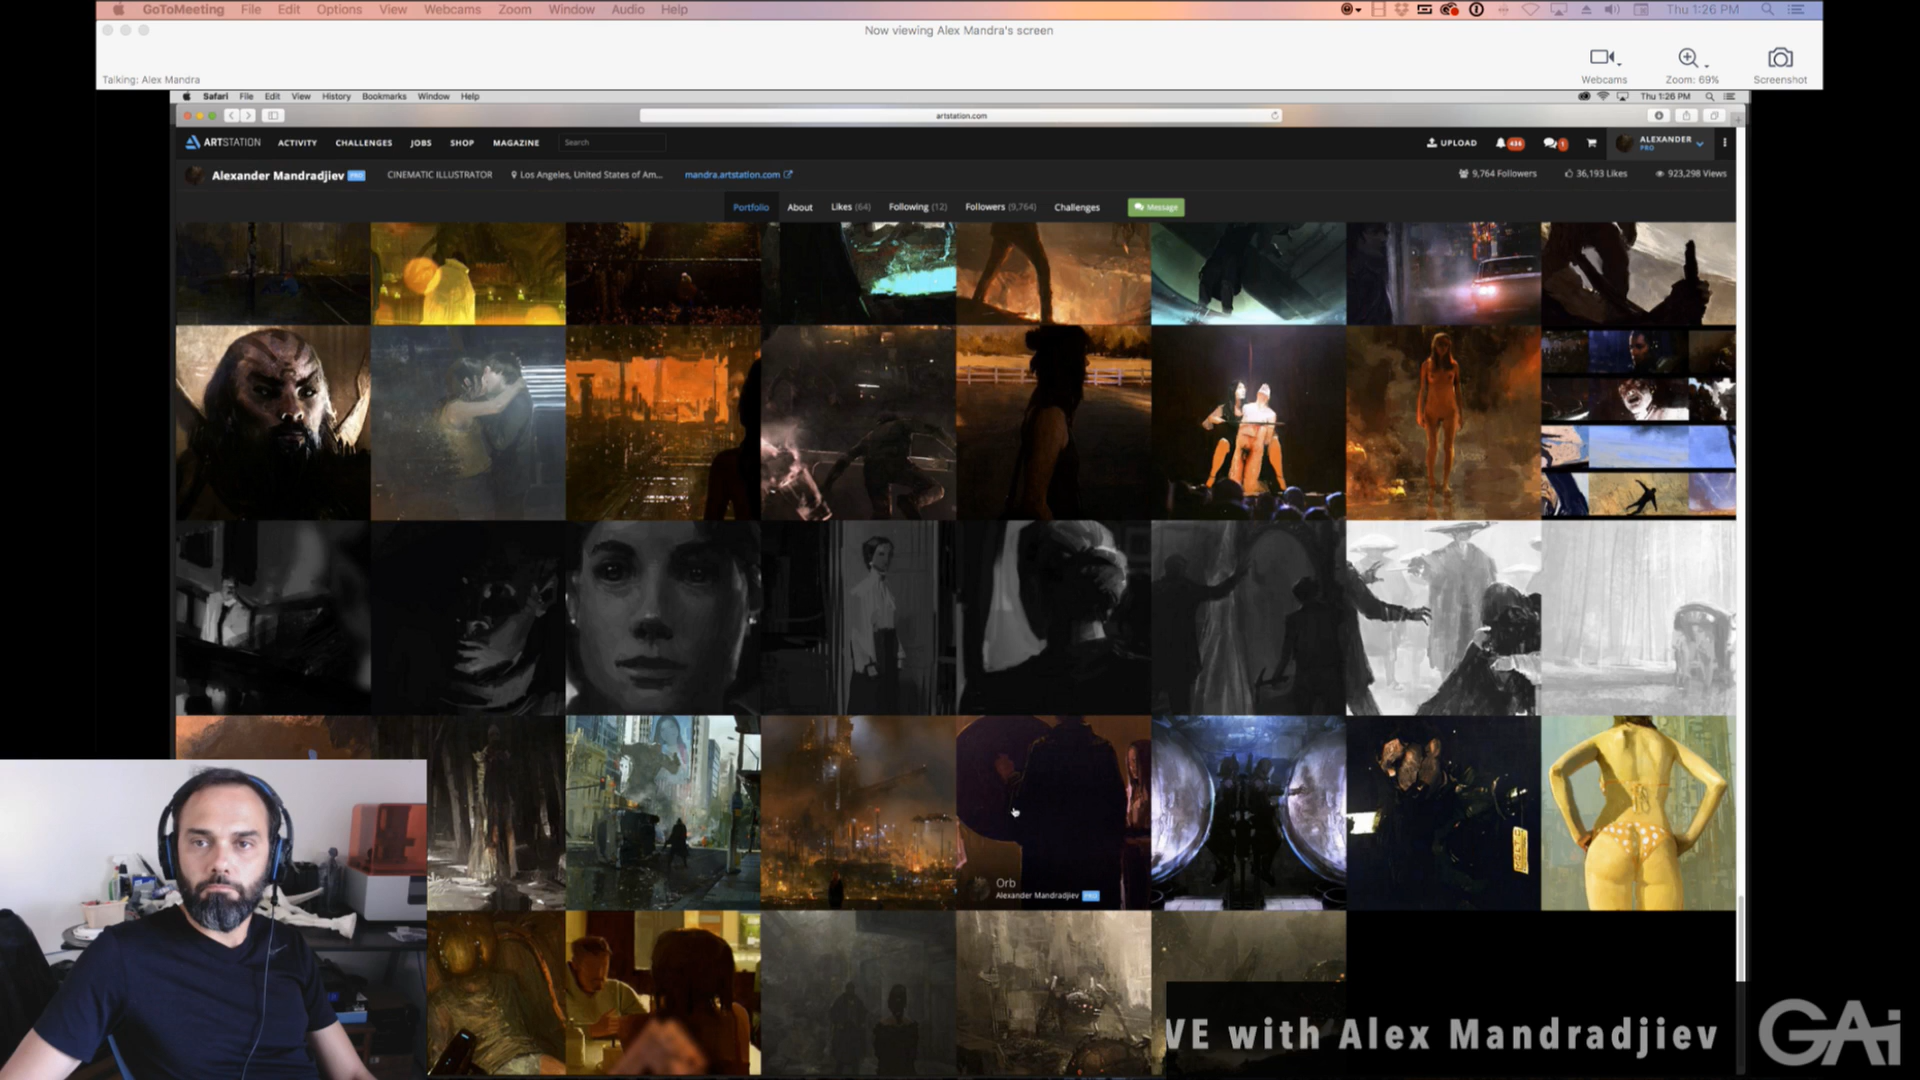 GoToMeeting File Edit Options View Webcams Zoom Window Audio Help Thu 1:26 PM
Now viewing Alex Mandra's screen
Talking: Alex Mandra
Webcams Zoom: 69% Screenshot
Safari File Edit View History Bookmarks Window Help Thu 1:26 PM
artstation.com
ARTSTATION ACTIVITY CHALLENGES JOBS SHOP MAGAZINE Search UPLOAD 436 1 ALEXANDER
PRO
Alexander Mandradjiev PRO CINEMATIC ILLUSTRATOR Los Angeles, United States of Am... mandra.artstation.com 9,764 Followers 36,193 Likes 923,298 Views
Portfolio About Likes (64) Following (12) Followers (9,764) Challenges Message
Orb
Alexander Mandradjiev PRO
VE with Alex Mandradjiev
GAi